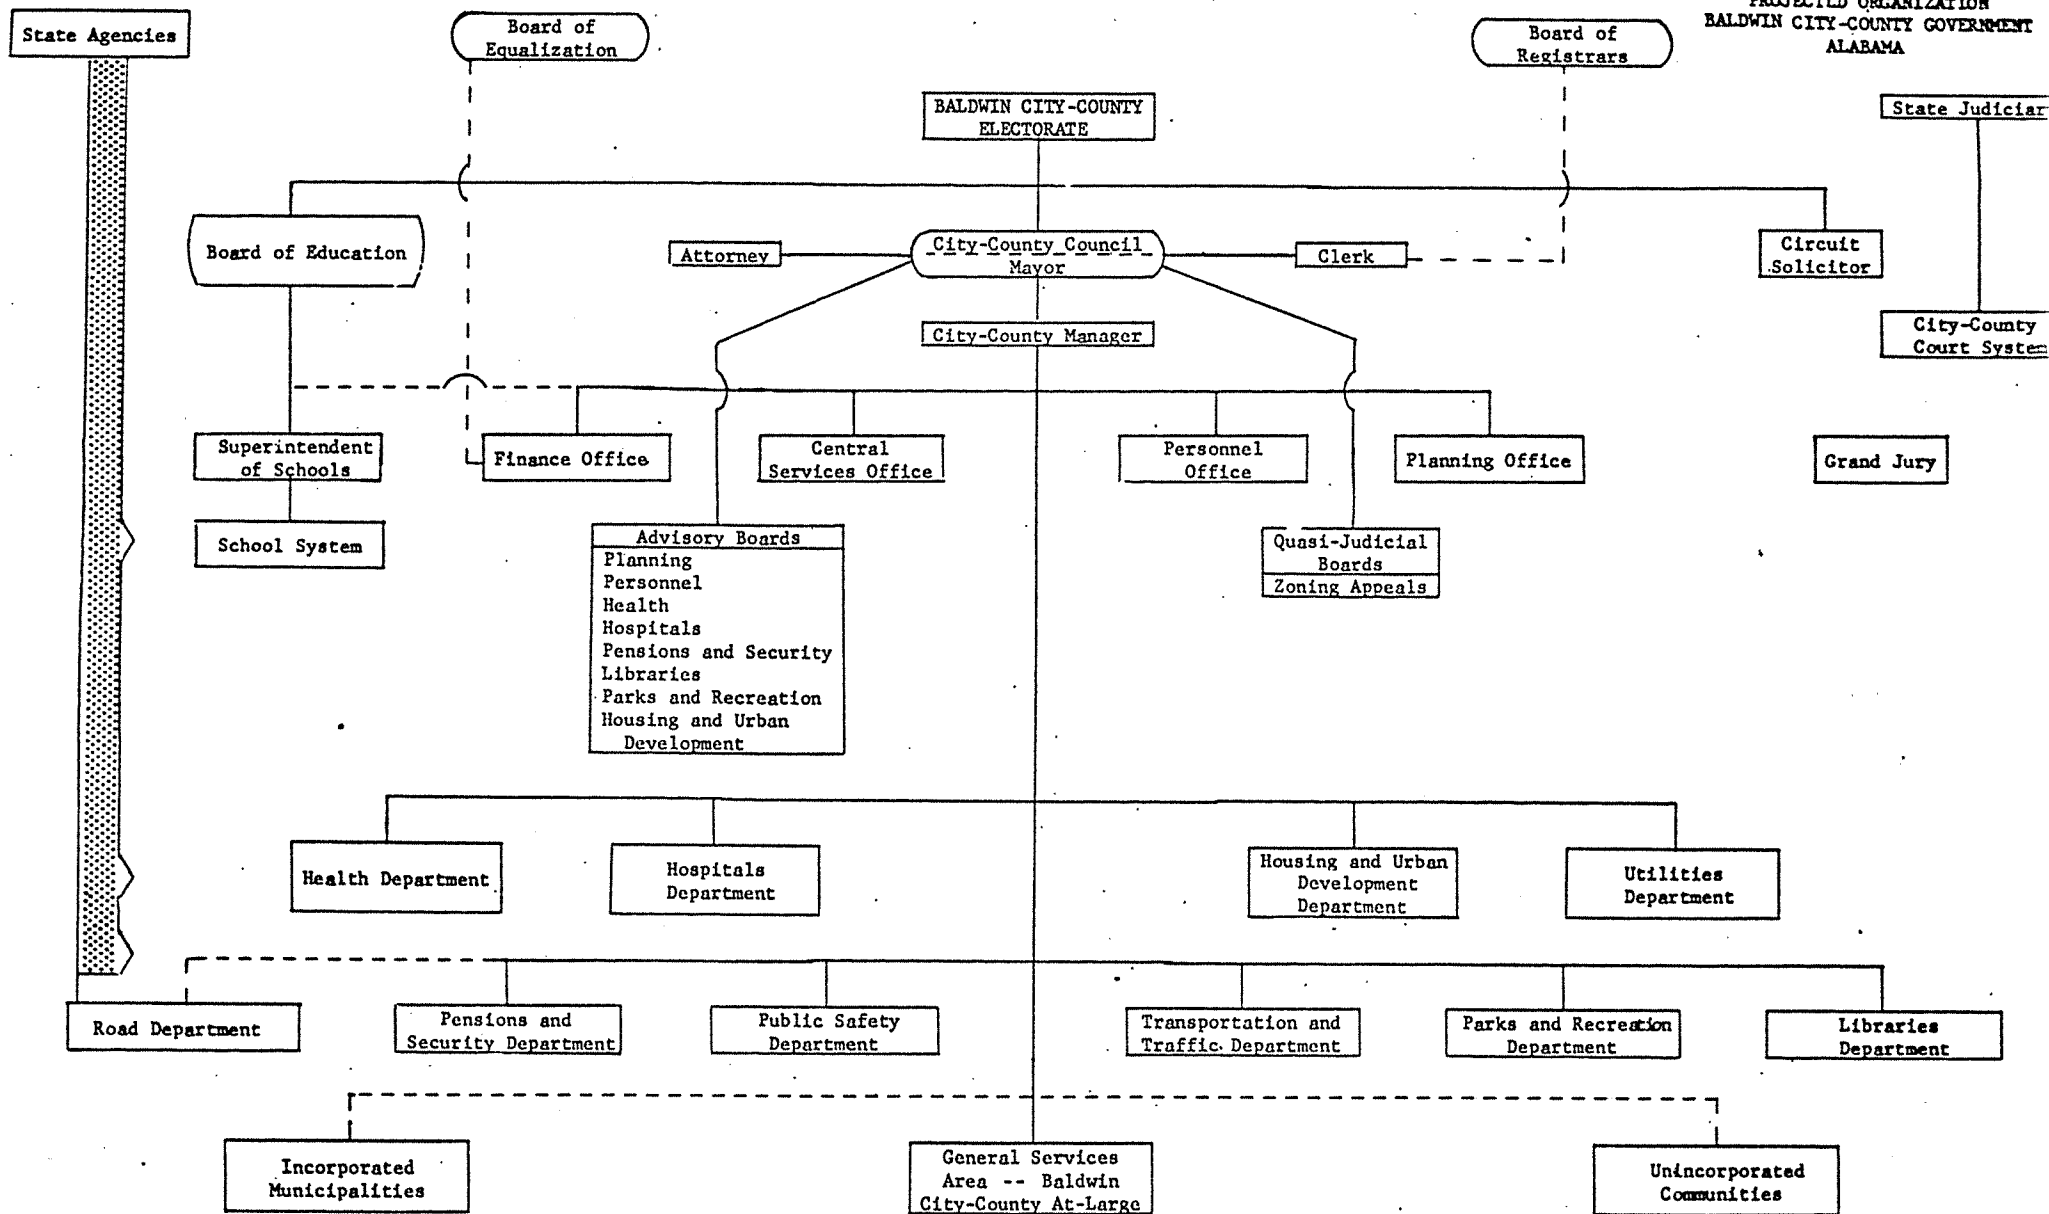 PROJECTED ORGANIZATION
BALDWIN CITY-COUNTY GOVERNMENT
ALABAMA
State Agencies
Board of
Equalization
Board of
Registrars
BALDWIN CITY-COUNTY
ELECTORATE
State Judiciar
Board of Education
Attorney
City-County Council
Mayor
Clerk
Circuit
Solicitor
City-County Manager
City-County
Court System
Superintendent
of Schools
Finance Office
Central
Services Office
Personnel
Office
Planning Office
Grand Jury
School System
Advisory Boards
Planning
Personnel
Health
Hospitals
Pensions and Security
Libraries
Parks and Recreation
Housing and Urban
Development
Quasi-Judicial
Boards
Zoning Appeals
Health Department
Hospitals
Department
Housing and Urban
Development
Department
Utilities
Department
Road Department
Pensions and
Security Department
Public Safety
Department
Transportation and
Traffic Department
Parks and Recreation
Department
Libraries
Department
Incorporated
Municipalities
General Services
Area -- Baldwin
City-County At-Large
Unincorporated
Communities